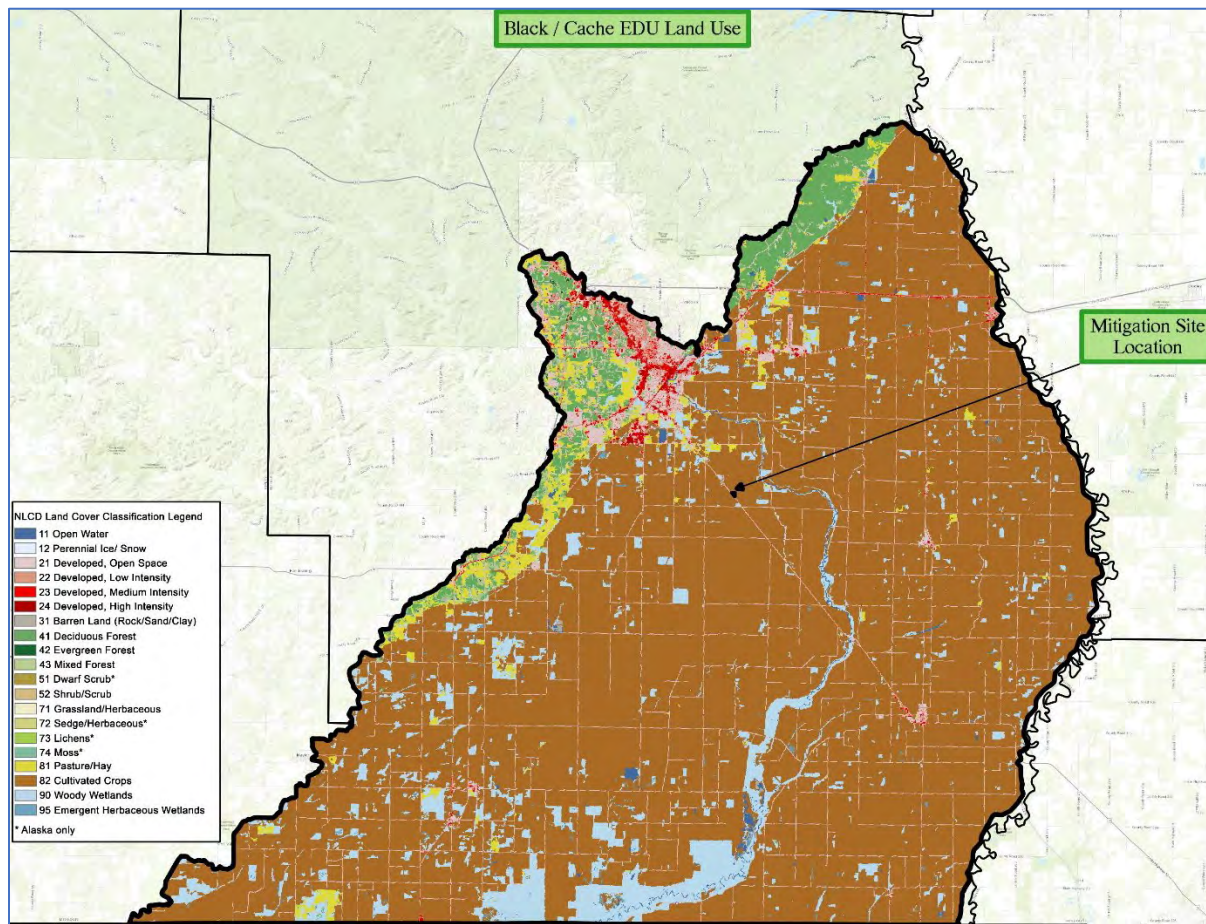 Black / Cache EDU Land Use
Mitigation Site
Location
NLCD Land Cover Classification Legend
11 Open Water
12 Perennial Ice/ Snow
21 Developed, Open Space
22 Developed, Low Intensity
23 Developed, Medium Intensity
24 Developed, High Intensity
31 Barren Land (Rock/Sand/Clay)
41 Deciduous Forest
42 Evergreen Forest
43 Mixed Forest
51 Dwarf Scrub*
52 Shrub/Scrub
71 Grassland/Herbaceous
72 Sedge/Herbaceous*
73 Lichens*
74 Moss*
81 Pasture/Hay
82 Cultivated Crops
90 Woody Wetlands
95 Emergent Herbaceous Wetlands
* Alaska only